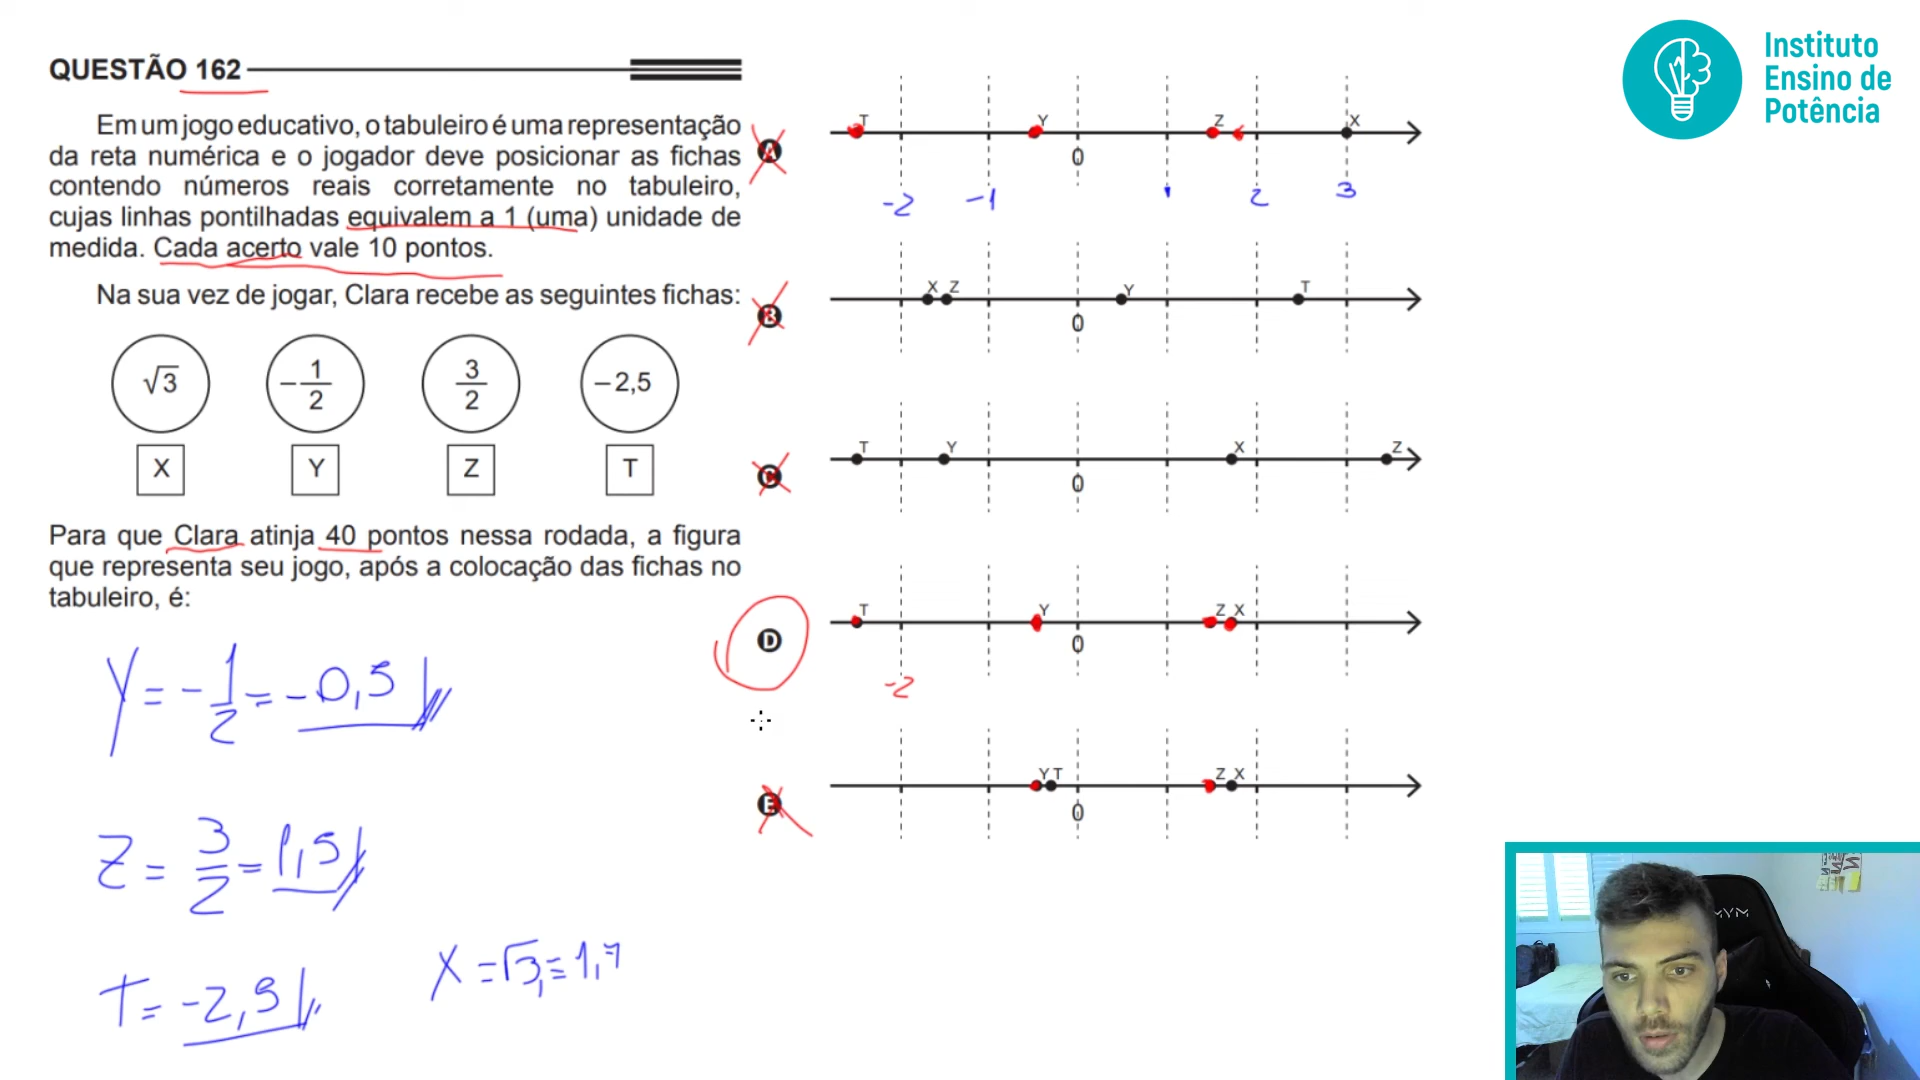 QUESTÃO 162
Em um jogo educativo, o tabuleiro é uma representação
da reta numérica e o jogador deve posicionar as fichas
contendo números reais corretamente no tabuleiro,
cujas linhas pontilhadas equivalem a 1 (uma) unidade de
medida. Cada acerto vale 10 pontos.
Na sua vez de jogar, Clara recebe as seguintes fichas:
√3 -1/2 3/2 -2,5
X Y Z T
Para que Clara atinja 40 pontos nessa rodada, a figura
que representa seu jogo, após a colocação das fichas no
tabuleiro, é:
Y = -1/2 = -0,5
Z = 3/2 = 1,5
T = -2,5
X = √3 = 1,7
A
T Y Z X
0
-2 -1 1 2 3
B
X Z Y T
0
C
T Y X Z
0
D
T Y Z X
0
-2
E
Y T Z X
0
Instituto
Ensino de
Potência
MYM